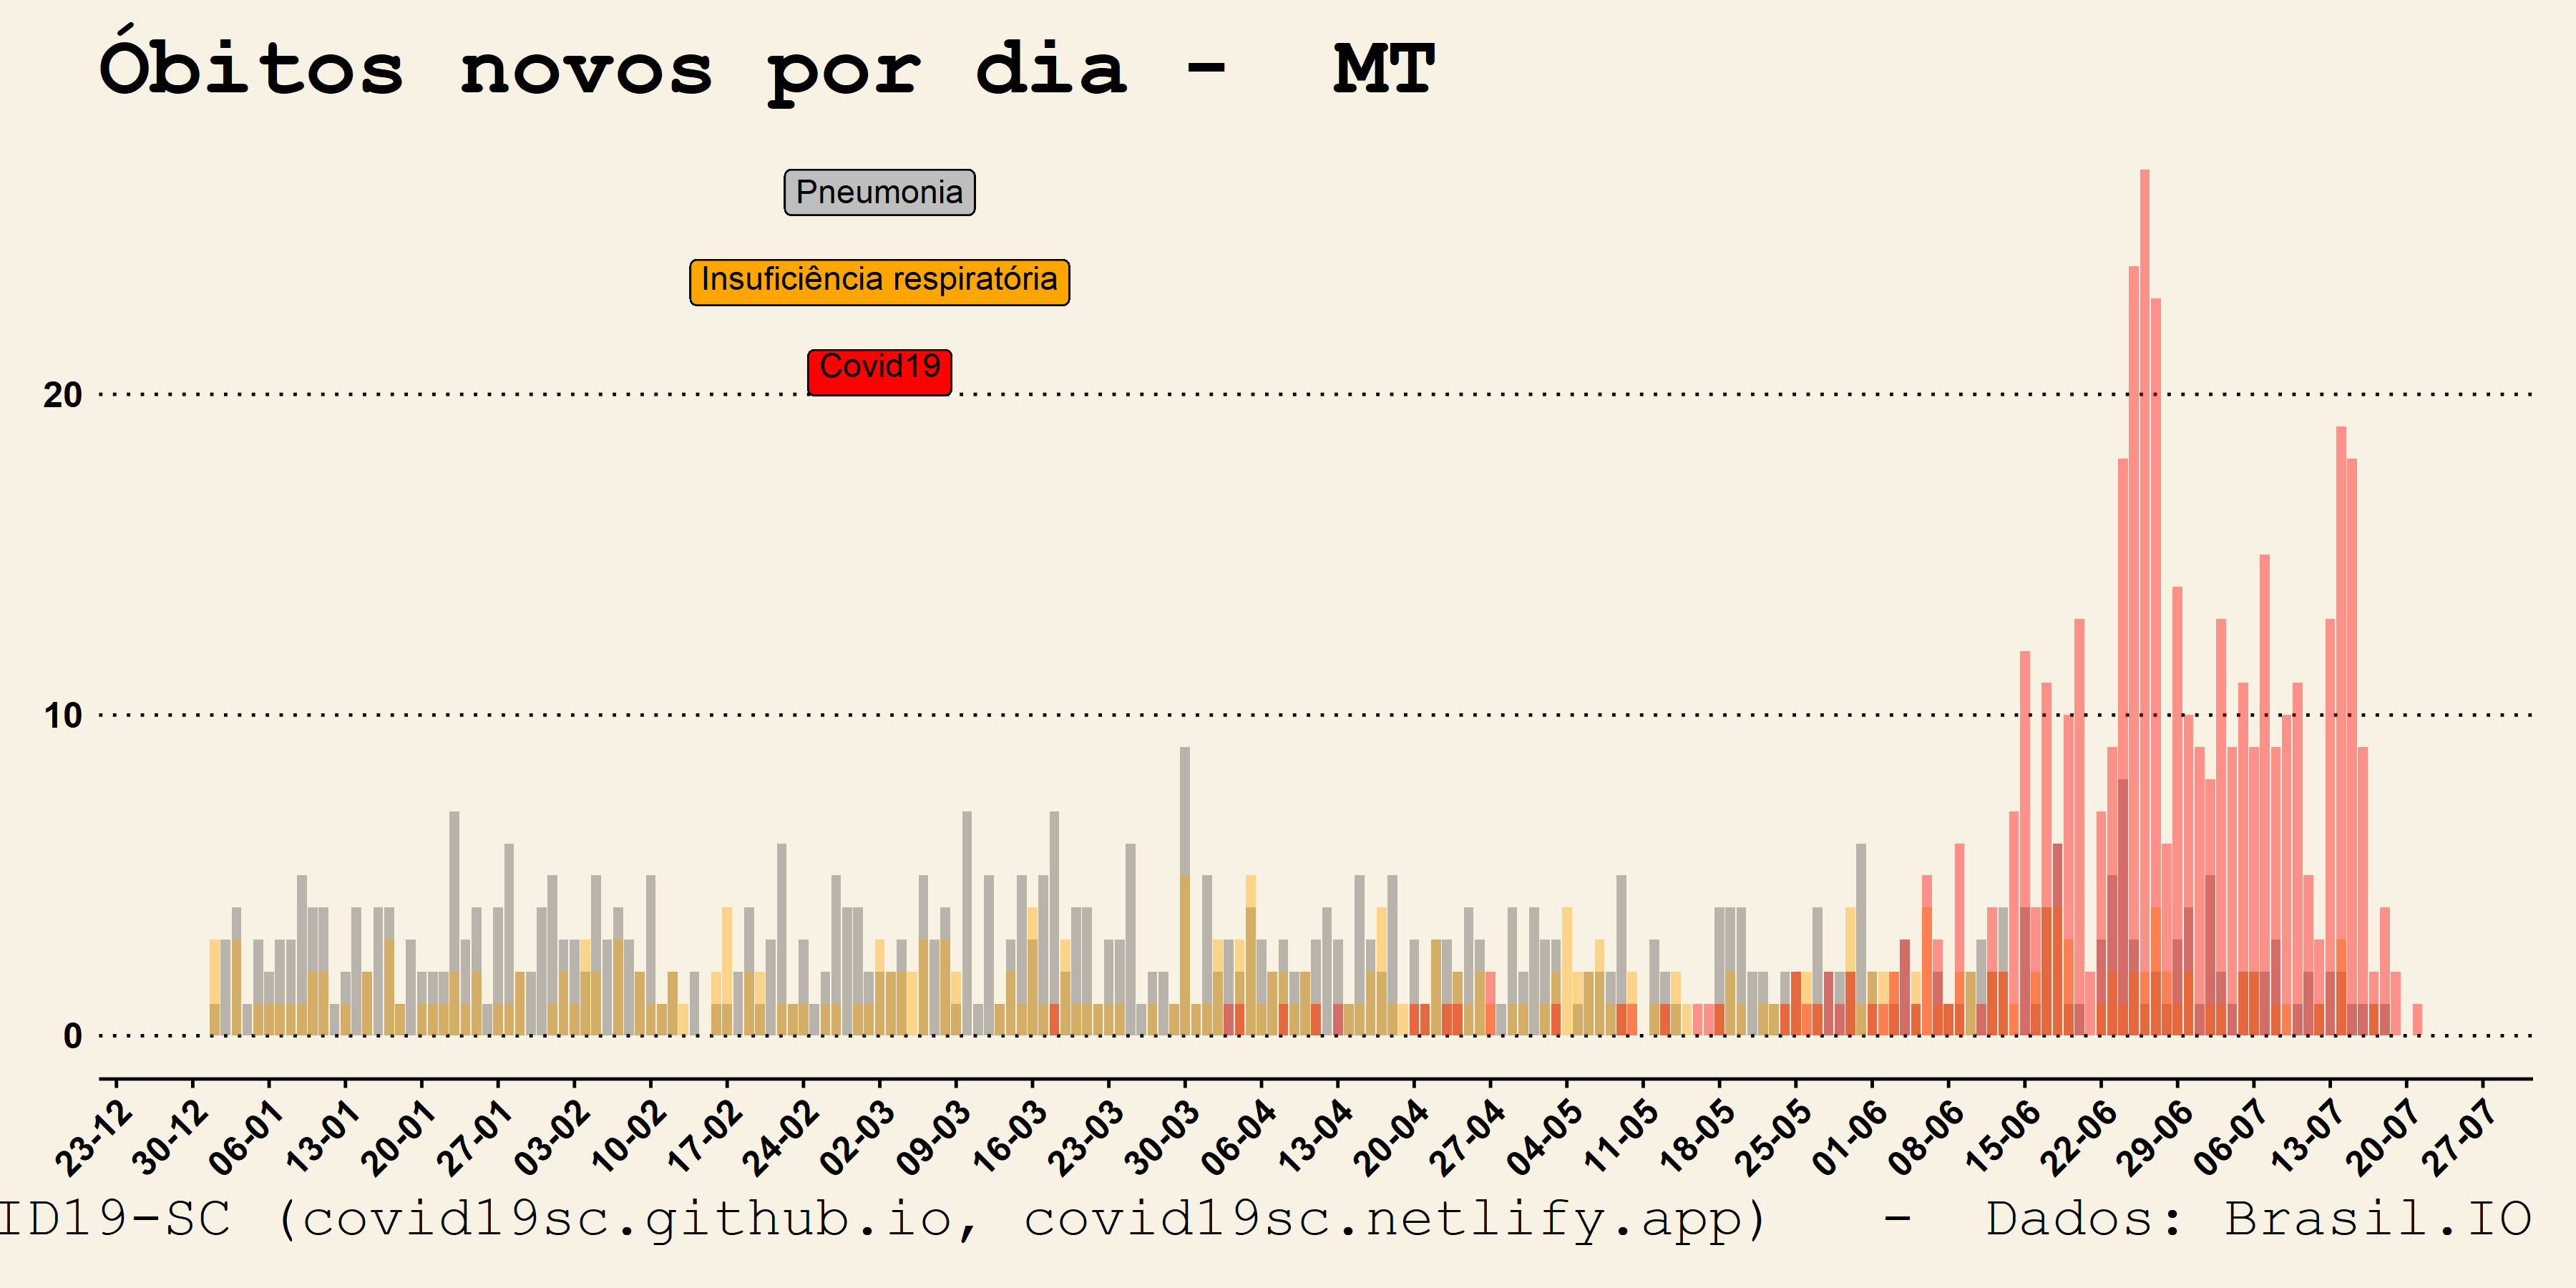 Óbitos novos por dia - MT
Pneumonia
Insuficiência respiratória
Covid19
20
10
0
23-12 30-12 06-01 13-01 20-01 27-01 03-02 10-02 17-02 24-02 02-03 09-03 16-03 23-03 30-03 06-04 13-04 20-04 27-04 04-05 11-05 18-05 25-05 01-06 08-06 15-06 22-06 29-06 06-07 13-07 20-07 27-07
ID19-SC (covid19sc.github.io, covid19sc.netlify.app) - Dados: Brasil.IO